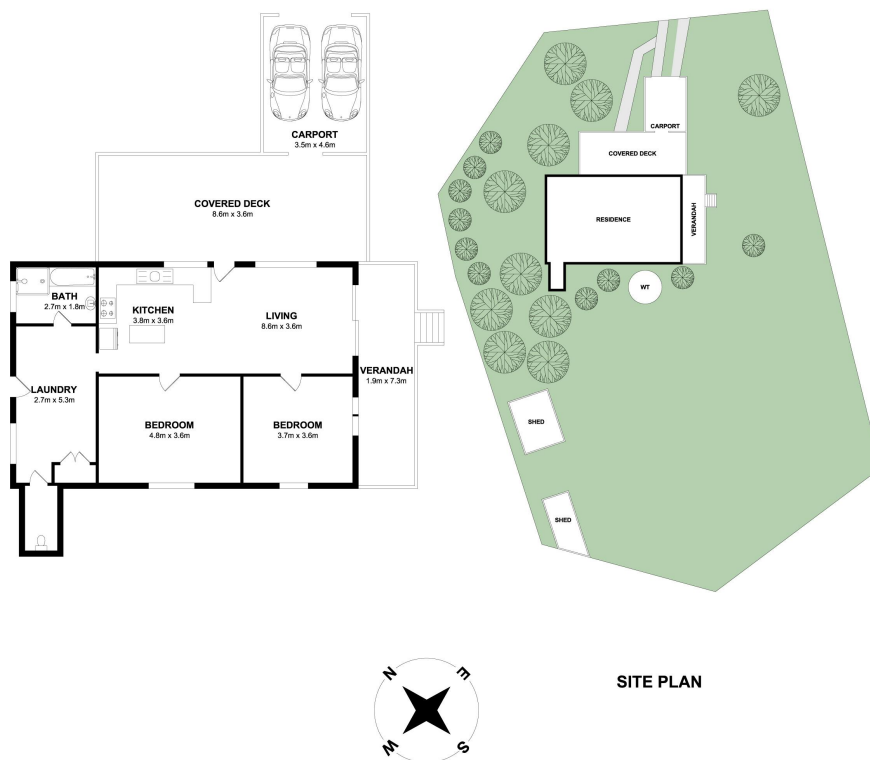 CARPORT
3.5m x 4.6m
COVERED DECK
8.6m x 3.6m
BATH
2.7m x 1.8m
KITCHEN
3.8m x 3.6m
LIVING
8.6m x 3.6m
VERANDAH
1.9m x 7.3m
LAUNDRY
2.7m x 5.3m
BEDROOM
4.8m x 3.6m
BEDROOM
3.7m x 3.6m
CARPORT
COVERED DECK
RESIDENCE
VERANDAH
WT
SHED
SHED
N
E
W
S
SITE PLAN